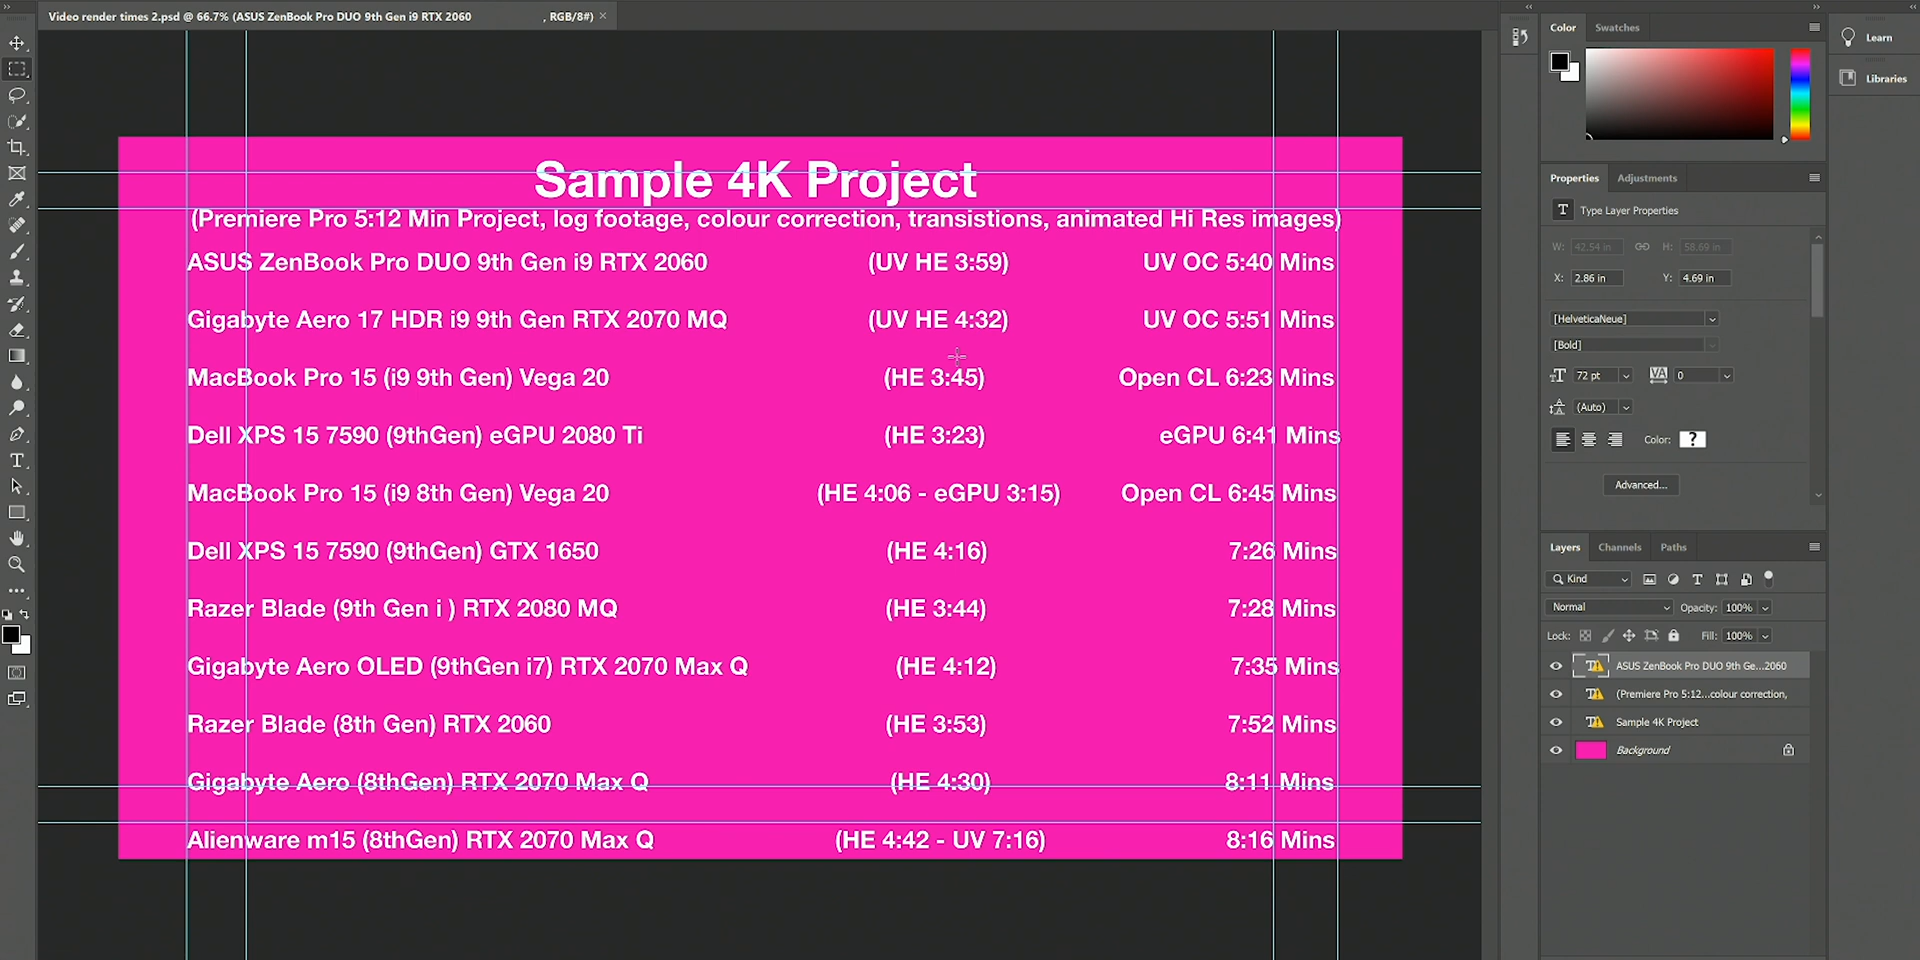 Video render times 2.psd @ 66.7% (ASUS ZenBook Pro DUO 9th Gen i9 RTX 2060 , RGB/8#) ×
Color Swatches
Learn
Libraries
Sample 4K Project
(Premiere Pro 5:12 Min Project, log footage, colour correction, transistions, animated Hi Res images)
ASUS ZenBook Pro DUO 9th Gen i9 RTX 2060 (UV HE 3:59) UV OC 5:40 Mins
Gigabyte Aero 17 HDR i9 9th Gen RTX 2070 MQ (UV HE 4:32) UV OC 5:51 Mins
MacBook Pro 15 (i9 9th Gen) Vega 20 (HE 3:45) Open CL 6:23 Mins
Dell XPS 15 7590 (9thGen) eGPU 2080 Ti (HE 3:23) eGPU 6:41 Mins
MacBook Pro 15 (i9 8th Gen) Vega 20 (HE 4:06 - eGPU 3:15) Open CL 6:45 Mins
Dell XPS 15 7590 (9thGen) GTX 1650 (HE 4:16) 7:26 Mins
Razer Blade (9th Gen i ) RTX 2080 MQ (HE 3:44) 7:28 Mins
Gigabyte Aero OLED (9thGen i7) RTX 2070 Max Q (HE 4:12) 7:35 Mins
Razer Blade (8th Gen) RTX 2060 (HE 3:53) 7:52 Mins
Gigabyte Aero (8thGen) RTX 2070 Max Q (HE 4:30) 8:11 Mins
Alienware m15 (8thGen) RTX 2070 Max Q (HE 4:42 - UV 7:16) 8:16 Mins
Properties Adjustments
Type Layer Properties
W: 42.54 in H: 58.69 in
X: 2.86 in Y: 4.69 in
[HelveticaNeue]
[Bold]
72 pt VA 0
(Auto)
Color: ?
Advanced...
Layers Channels Paths
Kind
Normal Opacity: 100%
Lock: Fill: 100%
ASUS ZenBook Pro DUO 9th Ge...2060
(Premiere Pro 5:12...colour correction,
Sample 4K Project
Background